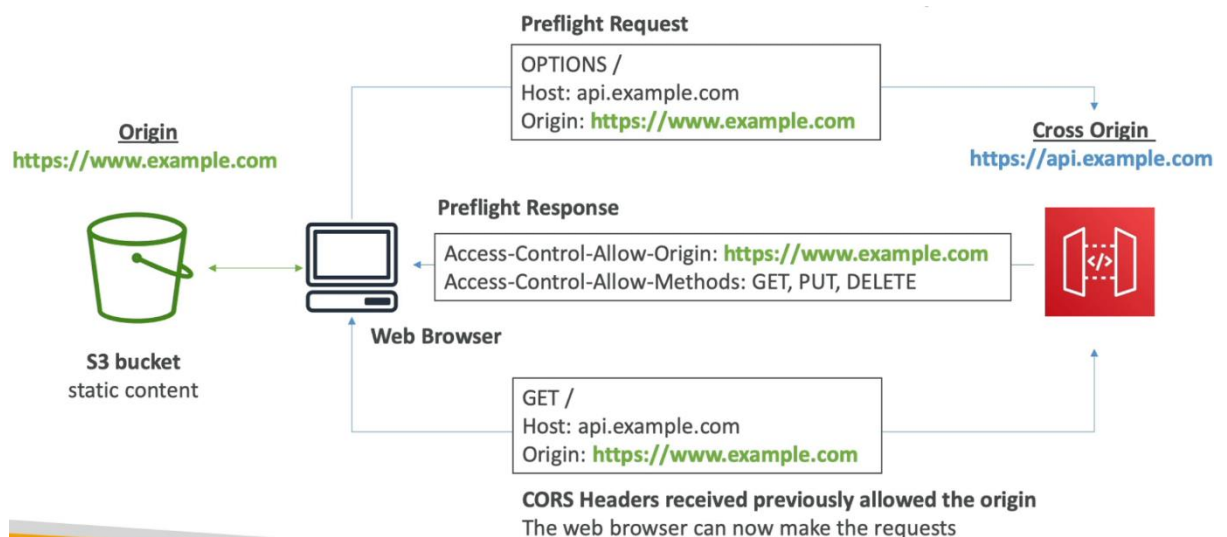 Preflight Request
OPTIONS /
Host: api.example.com
Origin: https://www.example.com
Origin
https://www.example.com
Cross Origin
https://api.example.com
Preflight Response
Access-Control-Allow-Origin: https://www.example.com
Access-Control-Allow-Methods: GET, PUT, DELETE
</>
Web Browser
S3 bucket
static content
GET /
Host: api.example.com
Origin: https://www.example.com
CORS Headers received previously allowed the origin
The web browser can now make the requests